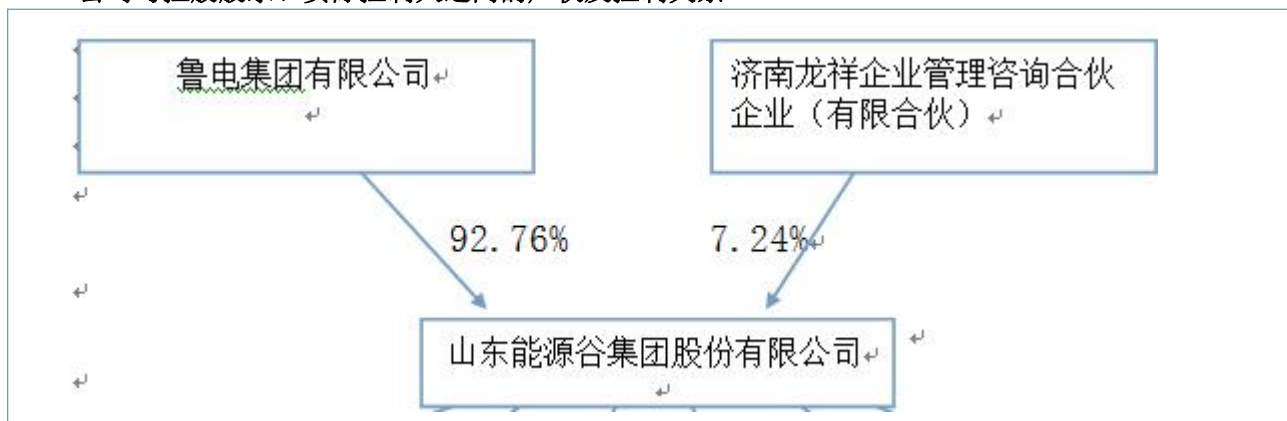 鲁电集团有限公司
济南龙祥企业管理咨询合伙
企业（有限合伙）
92.76%
7.24%
山东能源谷集团股份有限公司